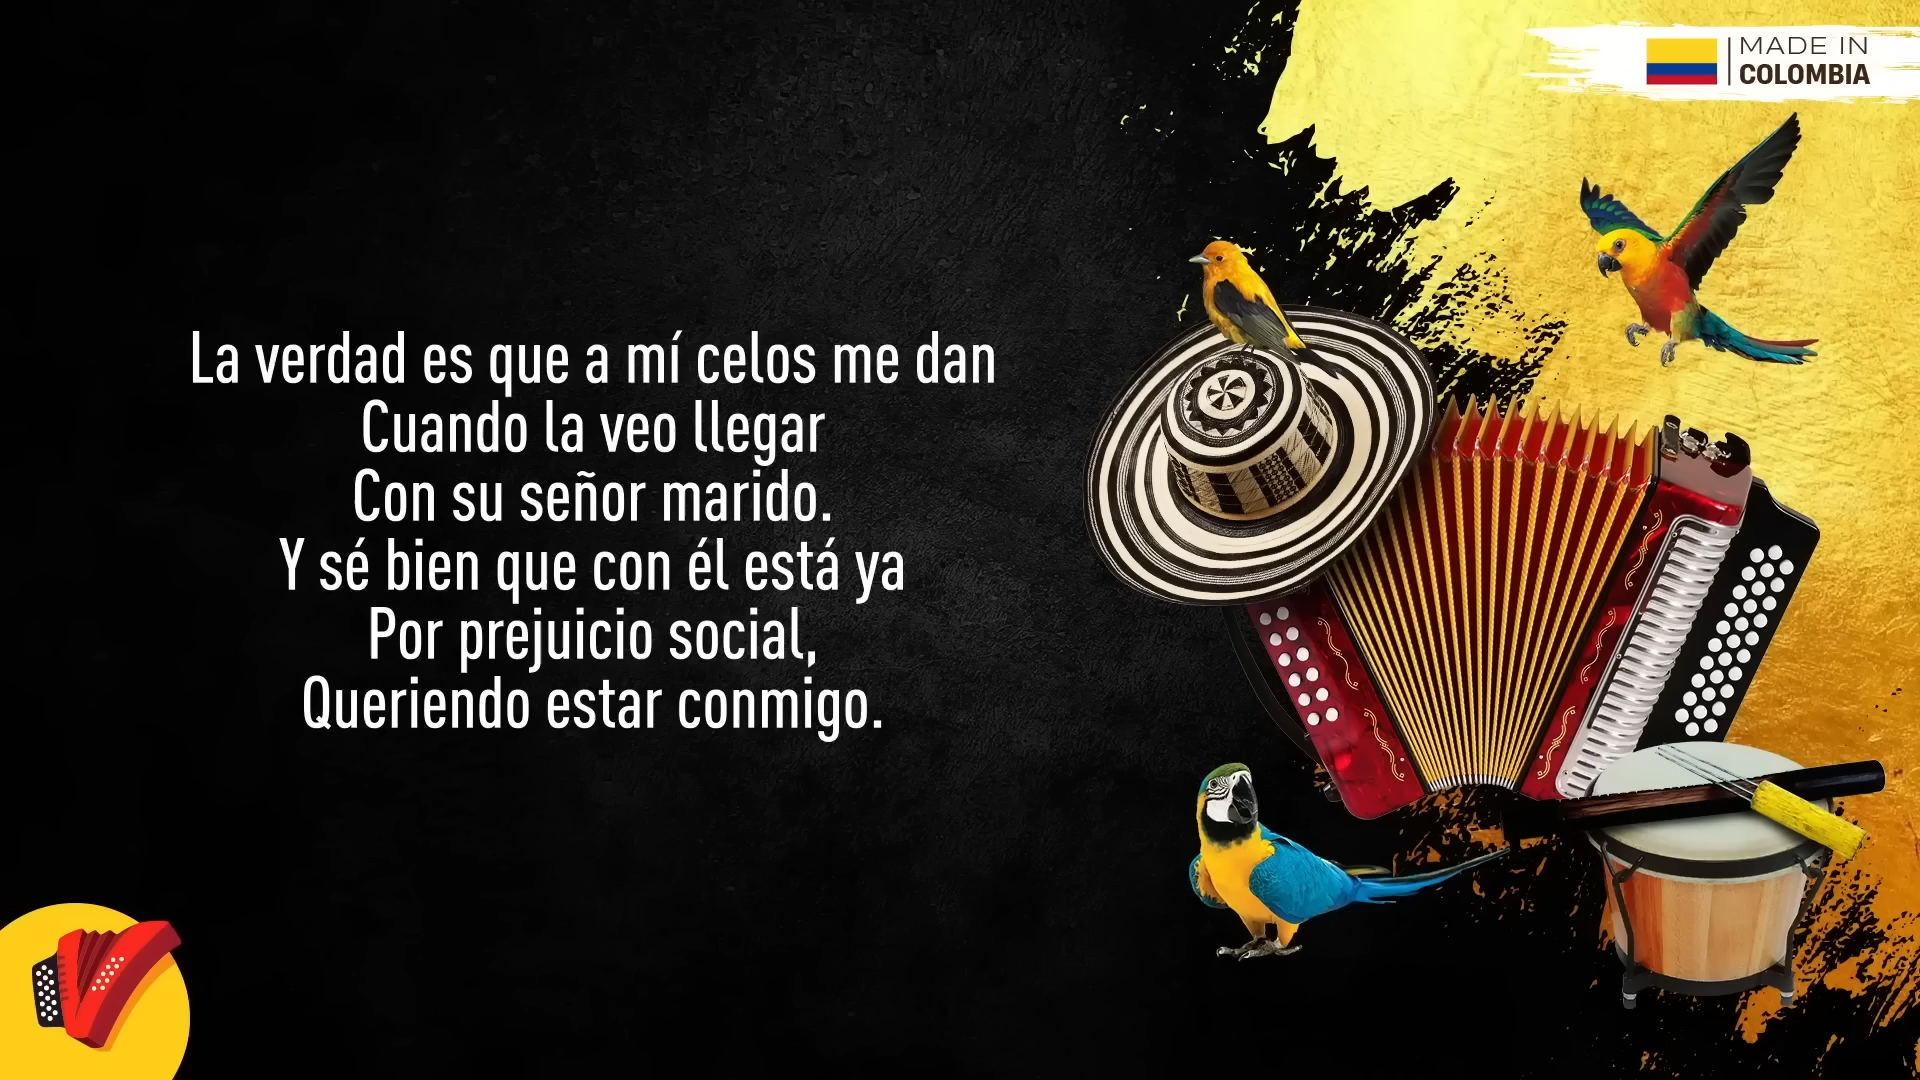 MADE IN
COLOMBIA
La verdad es que a mí celos me dan
Cuando la veo llegar
Con su señor marido.
Y sé bien que con él está ya
Por prejuicio social,
Queriendo estar conmigo.